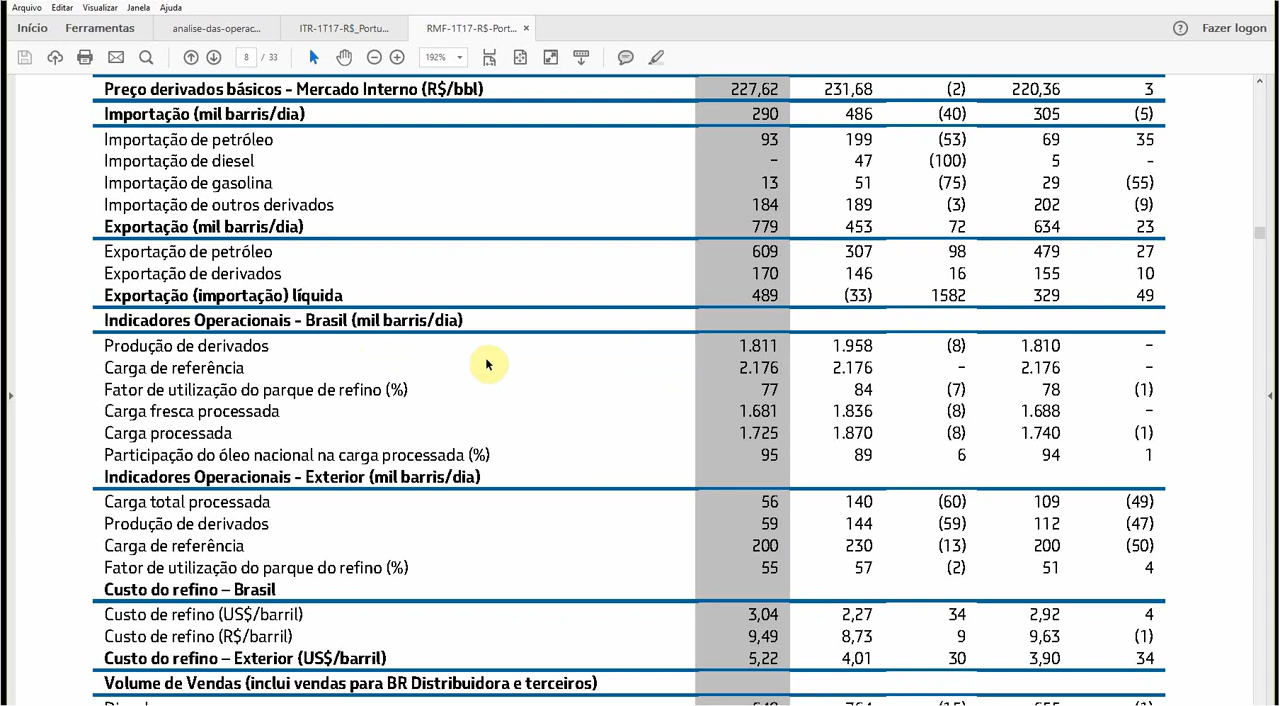 Arquivo Editar Visualizar Janela Ajuda
Início Ferramentas analise-das-operac... ITR-1T17-R$_Portu... RMF-1T17-R$-Port... × ? Fazer logon
8 / 33 192%
Preço derivados básicos - Mercado Interno (R$/bbl) 227,62 231,68 (2) 220,36 3
Importação (mil barris/dia) 290 486 (40) 305 (5)
Importação de petróleo 93 199 (53) 69 35
Importação de diesel – 47 (100) 5 –
Importação de gasolina 13 51 (75) 29 (55)
Importação de outros derivados 184 189 (3) 202 (9)
Exportação (mil barris/dia) 779 453 72 634 23
Exportação de petróleo 609 307 98 479 27
Exportação de derivados 170 146 16 155 10
Exportação (importação) líquida 489 (33) 1582 329 49
Indicadores Operacionais - Brasil (mil barris/dia)
Produção de derivados 1.811 1.958 (8) 1.810 –
Carga de referência 2.176 2.176 – 2.176 –
Fator de utilização do parque de refino (%) 77 84 (7) 78 (1)
Carga fresca processada 1.681 1.836 (8) 1.688 –
Carga processada 1.725 1.870 (8) 1.740 (1)
Participação do óleo nacional na carga processada (%) 95 89 6 94 1
Indicadores Operacionais - Exterior (mil barris/dia)
Carga total processada 56 140 (60) 109 (49)
Produção de derivados 59 144 (59) 112 (47)
Carga de referência 200 230 (13) 200 (50)
Fator de utilização do parque do refino (%) 55 57 (2) 51 4
Custo do refino – Brasil
Custo de refino (US$/barril) 3,04 2,27 34 2,92 4
Custo de refino (R$/barril) 9,49 8,73 9 9,63 (1)
Custo do refino – Exterior (US$/barril) 5,22 4,01 30 3,90 34
Volume de Vendas (inclui vendas para BR Distribuidora e terceiros)